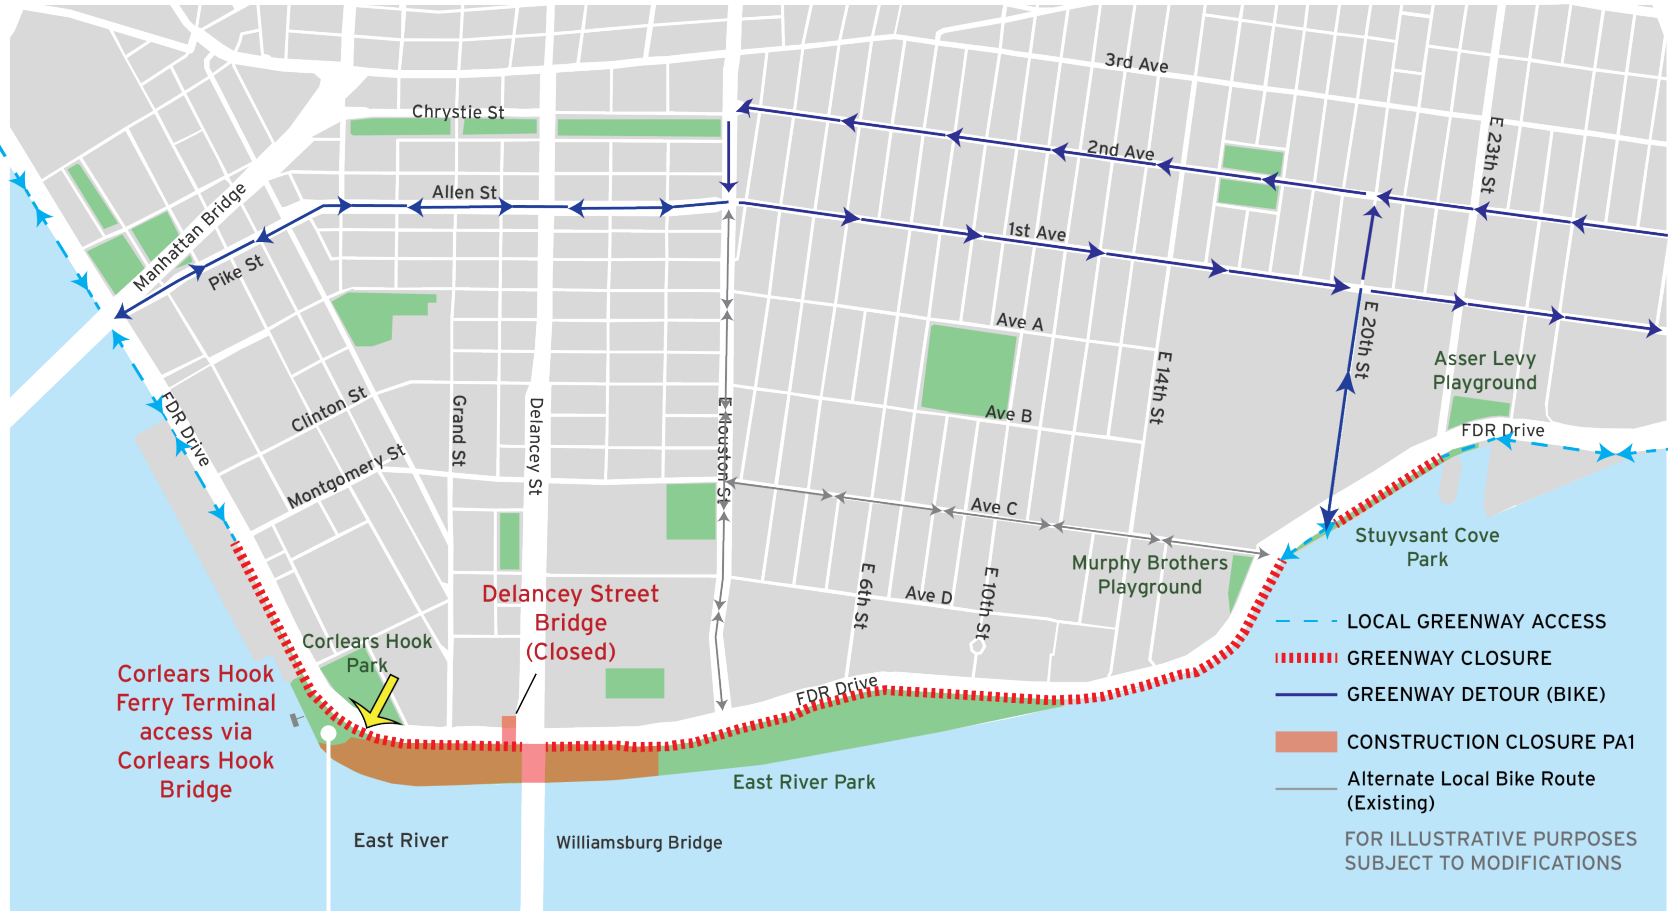 3rd Ave
Chrystie St
2nd Ave
E 23th St
Allen St
Manhattan Bridge
Pike St
1st Ave
E 20th St
Ave A
Asser Levy
Playground
E 14th St
Ave B
FDR Drive
FDR Drive
Clinton St
Grand St
Delancey St
E Houston St
Montgomery St
Ave C
Stuyvsant Cove
Park
Murphy Brothers
Playground
E 6th St
E 10th St
Ave D
Delancey Street
Bridge
(Closed)
Corlears Hook
Park
Corlears Hook
Ferry Terminal
access via
Corlears Hook
Bridge
FDR Drive
East River Park
East River
Williamsburg Bridge
LOCAL GREENWAY ACCESS
GREENWAY CLOSURE
GREENWAY DETOUR (BIKE)
CONSTRUCTION CLOSURE PA1
Alternate Local Bike Route
(Existing)
FOR ILLUSTRATIVE PURPOSES
SUBJECT TO MODIFICATIONS